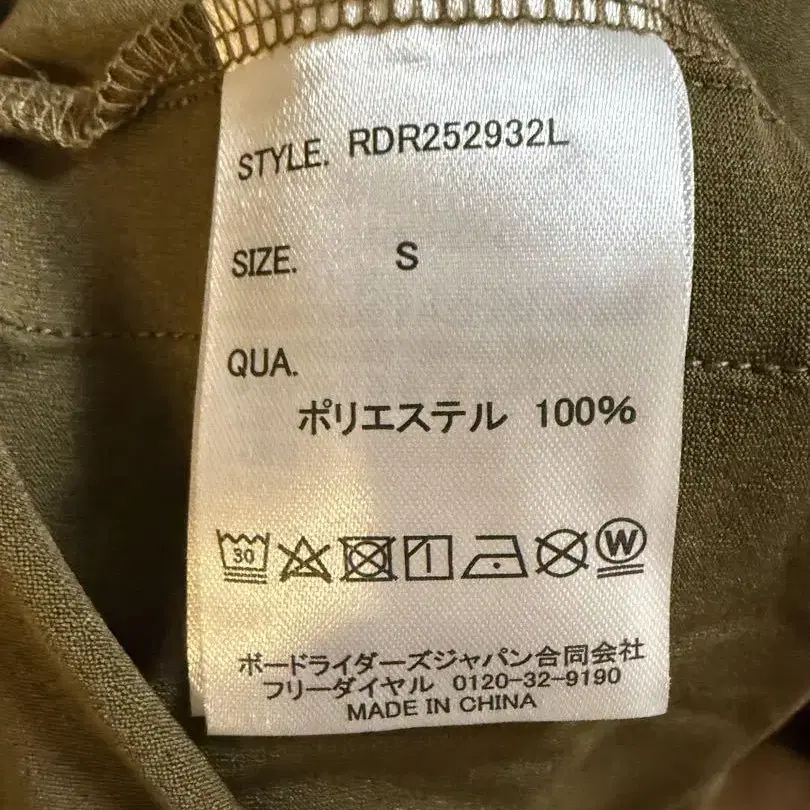 STYLE. RDR252932L
SIZE. S
QUA.
ポリエステル 100%
30 W
ボードライダーズジャパン合同会社
フリーダイヤル 0120-32-9190
MADE IN CHINA